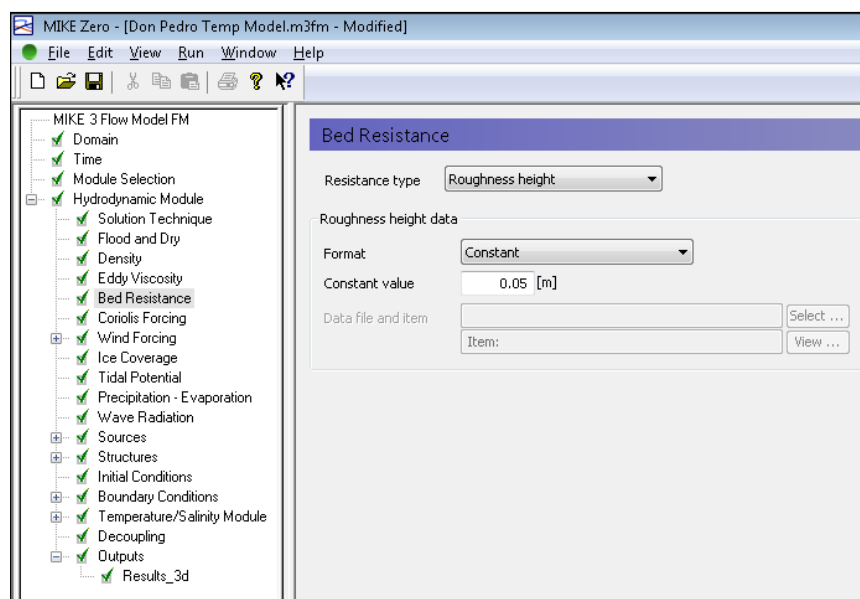 MIKE Zero - [Don Pedro Temp Model.m3fm - Modified]
File Edit View Run Window Help
MIKE 3 Flow Model FM
Domain
Time
Module Selection
Hydrodynamic Module
Solution Technique
Flood and Dry
Density
Eddy Viscosity
Bed Resistance
Coriolis Forcing
Wind Forcing
Ice Coverage
Tidal Potential
Precipitation - Evaporation
Wave Radiation
Sources
Structures
Initial Conditions
Boundary Conditions
Temperature/Salinity Module
Decoupling
Outputs
Results_3d
Bed Resistance
Resistance type Roughness height
Roughness height data
Format Constant
Constant value 0.05 [m]
Data file and item Select ...
Item: View ...